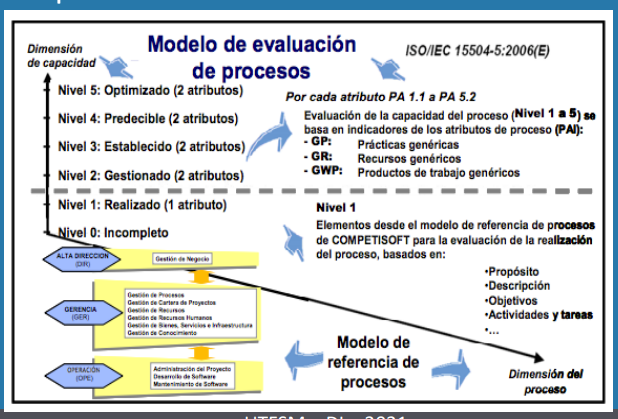 Modelo de evaluación
de procesos
ISO/IEC 15504-5:2006(E)
Dimensión
de capacidad
Nivel 5: Optimizado (2 atributos)
Nivel 4: Predecible (2 atributos)
Nivel 3: Establecido (2 atributos)
Nivel 2: Gestionado (2 atributos)
Nivel 1: Realizado (1 atributo)
Nivel 0: Incompleto
Por cada atributo PA 1.1 a PA 5.2
Evaluación de la capacidad del proceso (Nivel 1 a 5) se
basa en indicadores de los atributos de proceso (PAI):
- GP: Prácticas genéricas
- GR: Recursos genéricos
- GWP: Productos de trabajo genéricos
Nivel 1
Elementos desde el modelo de referencia de procesos
de COMPETISOFT para la evaluación de la realización
del proceso, basados en:
•Propósito
•Descripción
•Objetivos
•Actividades y tareas
•...
ALTA DIRECCION
(DIR)
Gestión de Negocio
GERENCIA
(GER)
Gestión de Procesos
Gestión de Cartera de Proyectos
Gestión de Recursos
Gestión de Recursos Humanos
Gestión de Bienes, Servicios e Infraestructura
Gestión de Conocimiento
OPERACIÓN
(OPE)
Administración del Proyecto
Desarrollo de Software
Mantenimiento de Software
Modelo de
referencia de
procesos
Dimensión del
proceso